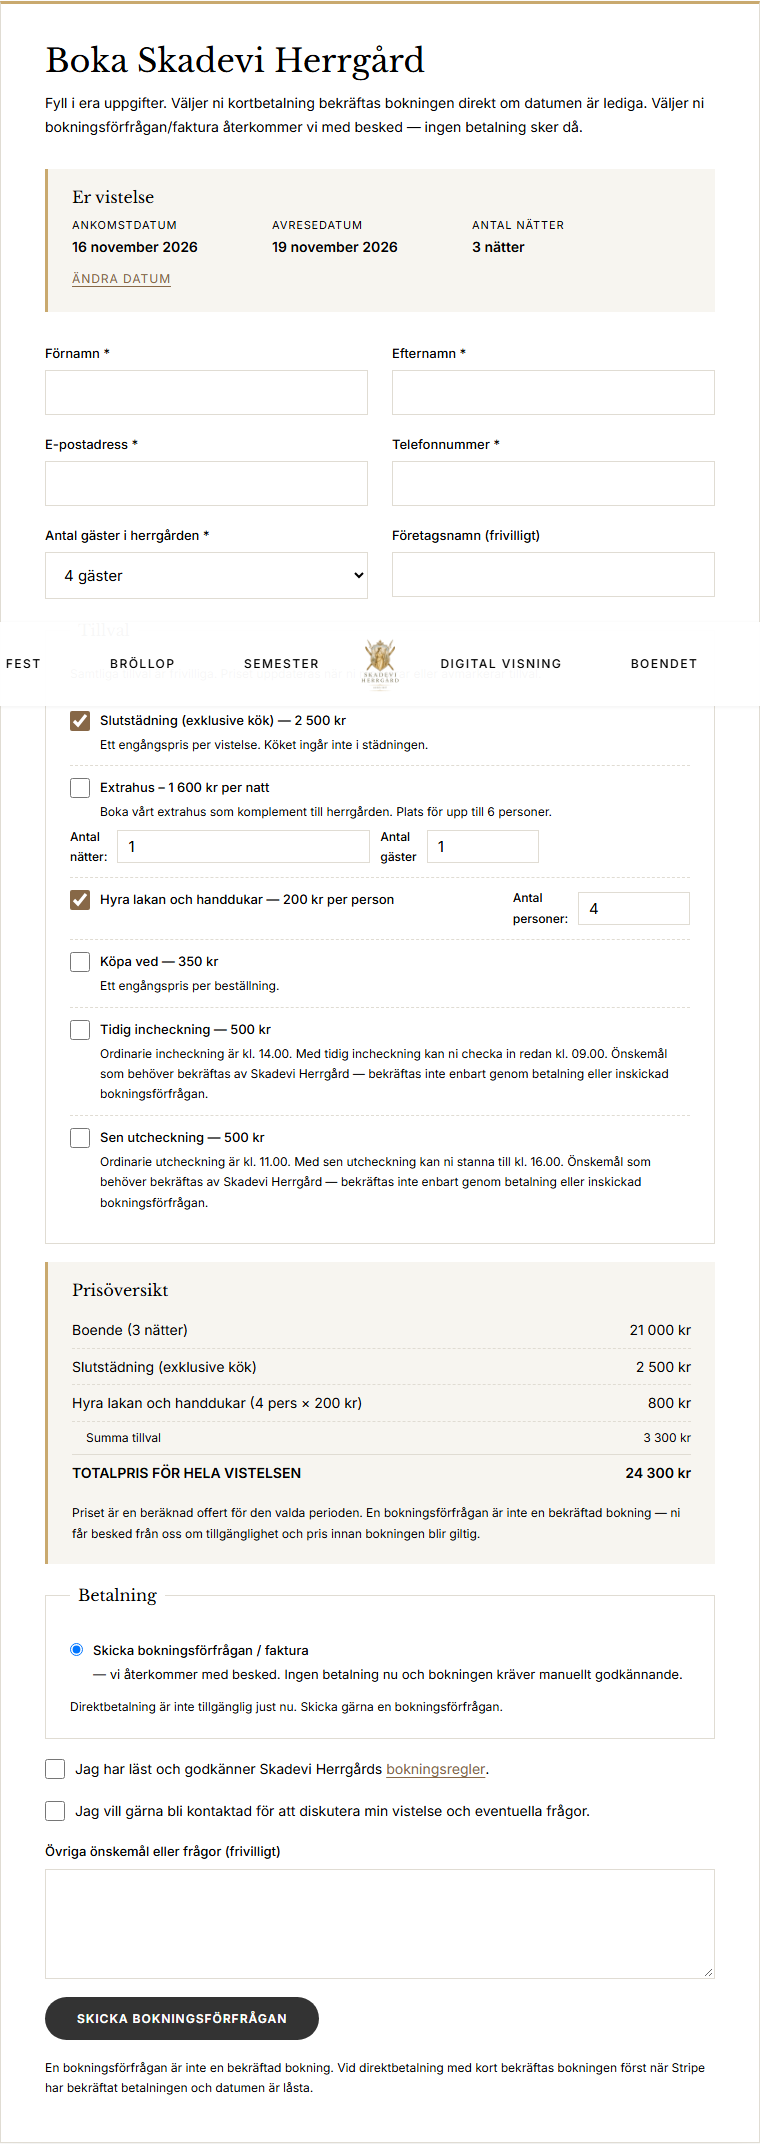 Boka Skadevi Herrgård
Fyll i era uppgifter. Väljer ni kortbetalning bekräftas bokningen direkt om datumen är lediga. Väljer ni
bokningsförfrågan/faktura återkommer vi med besked — ingen betalning sker då.
Er vistelse
ANKOMSTDATUM AVRESEDATUM ANTAL NÄTTER
16 november 2026 19 november 2026 3 nätter
ÄNDRA DATUM
Förnamn * Efternamn *
E-postadress * Telefonnummer *
Antal gäster i herrgården * Företagsnamn (frivilligt)
4 gäster
Tillval
FEST BRÖLLOP SEMESTER SKADEVI HERRGÅRD DIGITAL VISNING BOENDET
Slutstädning (exklusive kök) — 2 500 kr
Ett engångspris per vistelse. Köket ingår inte i städningen.
Extrahus – 1 600 kr per natt
Boka vårt extrahus som komplement till herrgården. Plats för upp till 6 personer.
Antal nätter: 1 Antal gäster 1
Hyra lakan och handdukar — 200 kr per person Antal personer: 4
Köpa ved — 350 kr
Ett engångspris per beställning.
Tidig incheckning — 500 kr
Ordinarie incheckning är kl. 14.00. Med tidig incheckning kan ni checka in redan kl. 09.00. Önskemål
som behöver bekräftas av Skadevi Herrgård — bekräftas inte enbart genom betalning eller inskickad
bokningsförfrågan.
Sen utcheckning — 500 kr
Ordinarie utcheckning är kl. 11.00. Med sen utcheckning kan ni stanna till kl. 16.00. Önskemål som
behöver bekräftas av Skadevi Herrgård — bekräftas inte enbart genom betalning eller inskickad
bokningsförfrågan.
Prisöversikt
Boende (3 nätter) 21 000 kr
Slutstädning (exklusive kök) 2 500 kr
Hyra lakan och handdukar (4 pers × 200 kr) 800 kr
Summa tillval 3 300 kr
TOTALPRIS FÖR HELA VISTELSEN 24 300 kr
Priset är en beräknad offert för den valda perioden. En bokningsförfrågan är inte en bekräftad bokning — ni
får besked från oss om tillgänglighet och pris innan bokningen blir giltig.
Betalning
Skicka bokningsförfrågan / faktura
— vi återkommer med besked. Ingen betalning nu och bokningen kräver manuellt godkännande.
Direktbetalning är inte tillgänglig just nu. Skicka gärna en bokningsförfrågan.
Jag har läst och godkänner Skadevi Herrgårds bokningsregler.
Jag vill gärna bli kontaktad för att diskutera min vistelse och eventuella frågor.
Övriga önskemål eller frågor (frivilligt)
SKICKA BOKNINGSFÖRFRÅGAN
En bokningsförfrågan är inte en bekräftad bokning. Vid direktbetalning med kort bekräftas bokningen först när Stripe
har bekräftat betalningen och datumen är låsta.